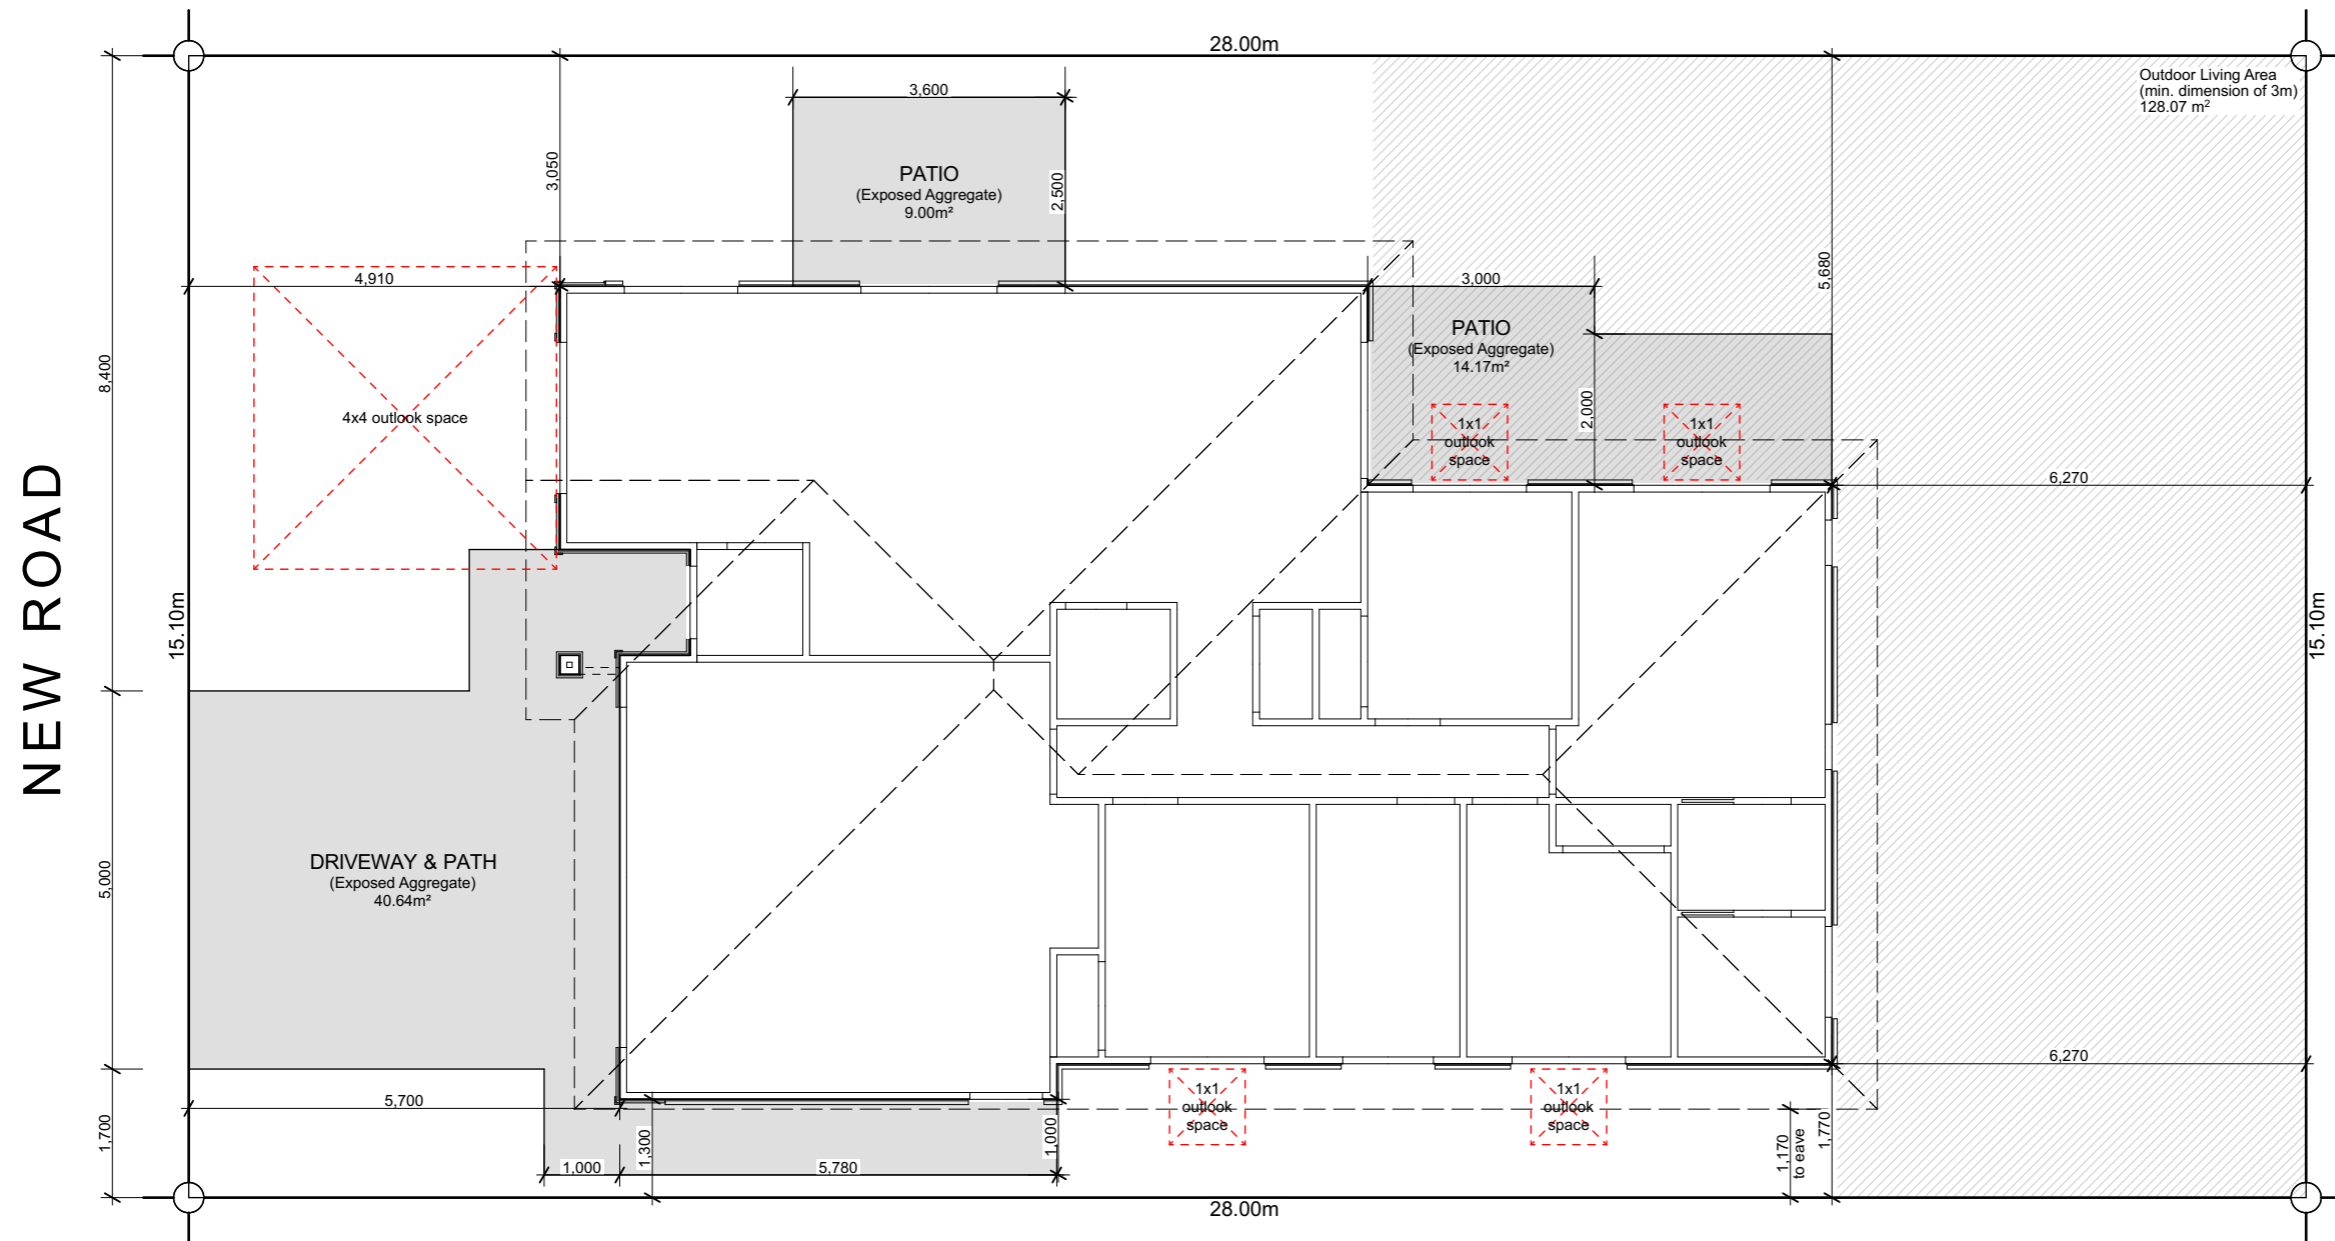 28.00m
Outdoor Living Area
(min. dimension of 3m)
128.07 m²
3,600
3,050
PATIO
(Exposed Aggregate)
9.00m²
2,500
5,680
4,910
3,000
PATIO
(Exposed Aggregate)
14.17m²
8,400
4x4 outlook space
2,000
1x1
outlook
space
1x1
outlook
space
6,270
NEW ROAD
15.10m
15.10m
DRIVEWAY & PATH
(Exposed Aggregate)
40.64m²
5,000
6,270
5,700
1x1
outlook
space
1x1
outlook
space
1,700
1,300
1,000
1,170
to eave
1,770
1,000
5,780
28.00m